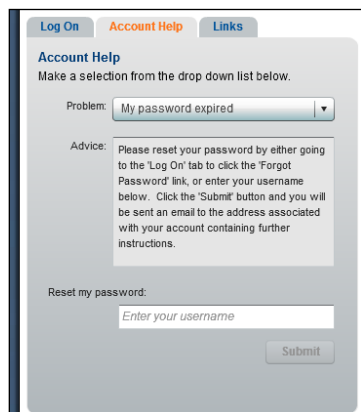 Log On Account Help Links
Account Help
Make a selection from the drop down list below.
Problem: My password expired
Advice: Please reset your password by either going
to the 'Log On' tab to click the 'Forgot
Password' link, or enter your username
below. Click the 'Submit' button and you will
be sent an email to the address associated
with your account containing further
instructions.
Reset my password:
Enter your username
Submit